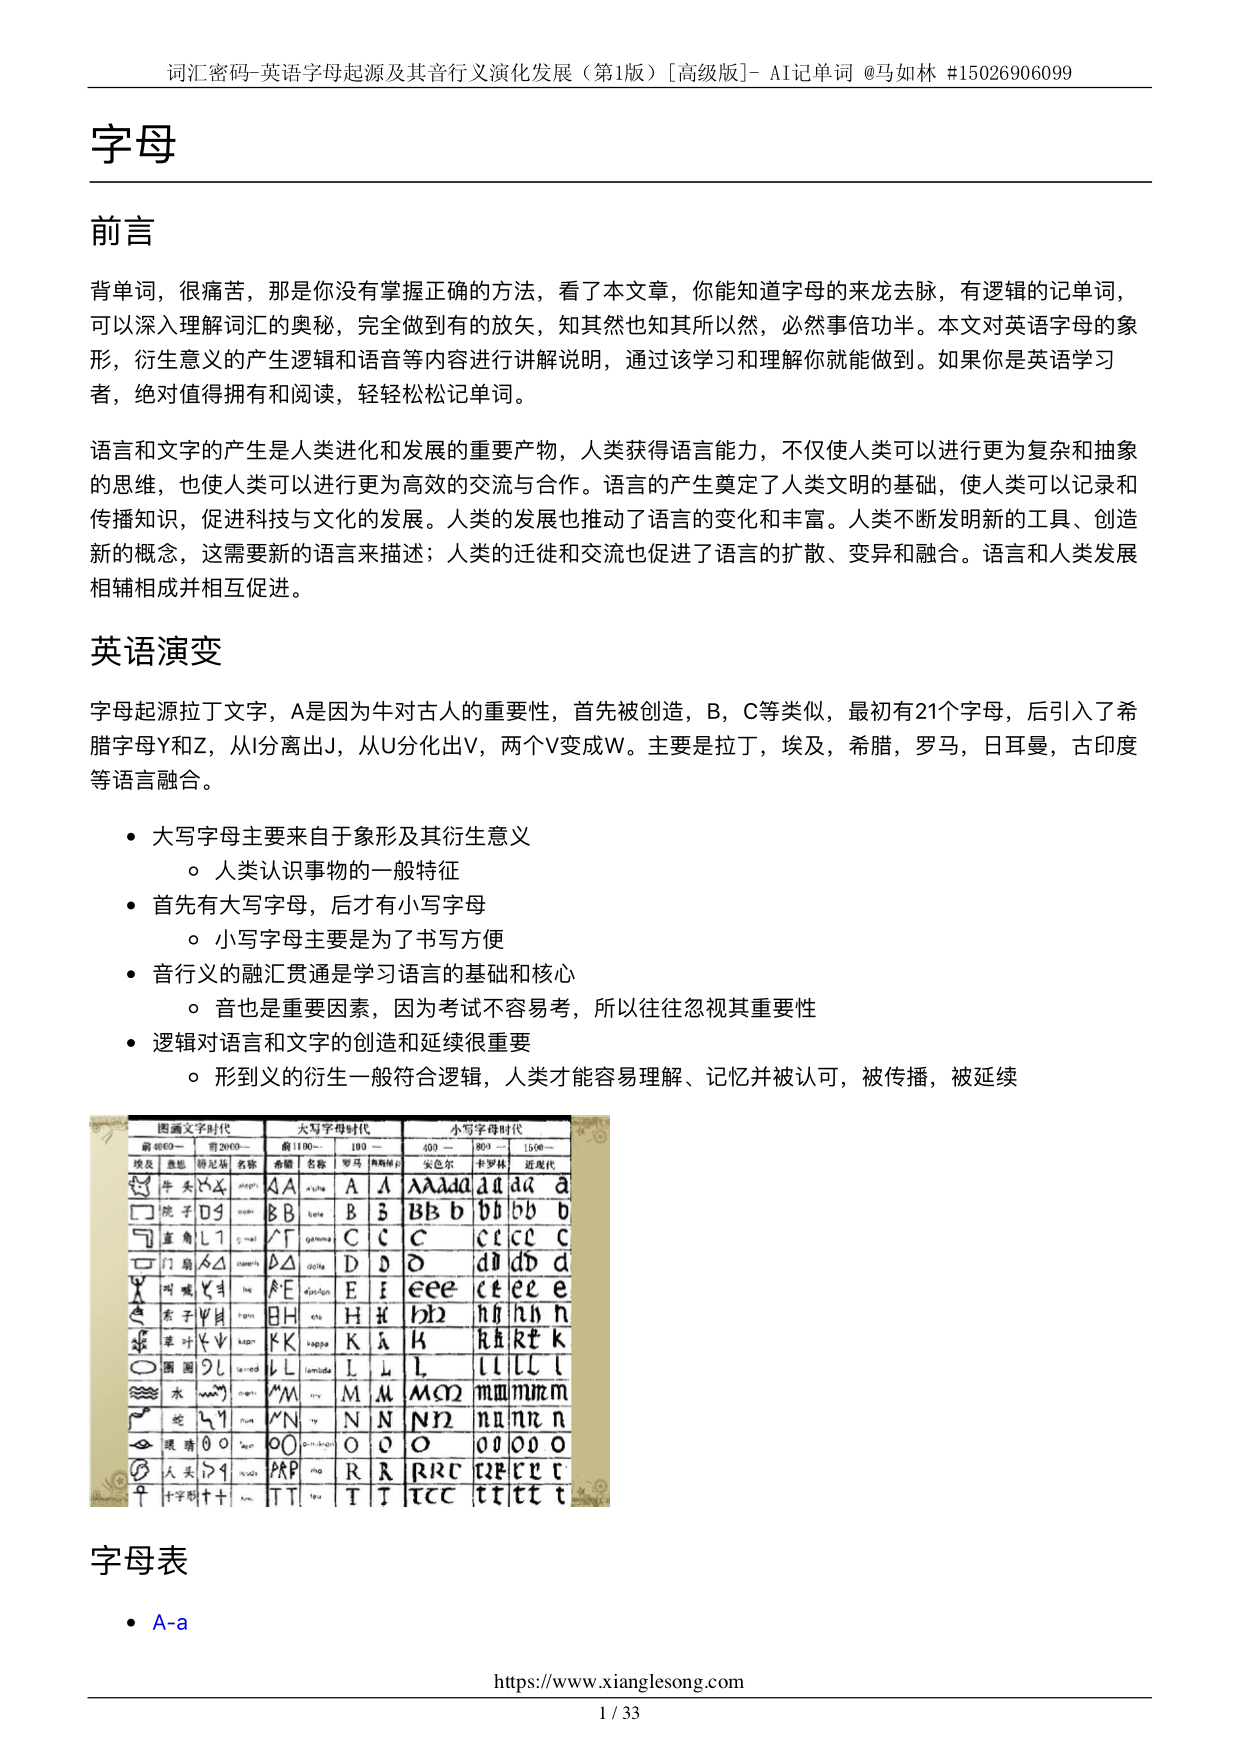 词汇密码-英语字母起源及其音行义演化发展（第1版）[高级版]- AI记单词 @马如林 #15026906099
字母
前言
背单词，很痛苦，那是你没有掌握正确的方法，看了本文章，你能知道字母的来龙去脉，有逻辑的记单词，
可以深入理解词汇的奥秘，完全做到有的放矢，知其然也知其所以然，必然事倍功半。本文对英语字母的象
形，衍生意义的产生逻辑和语音等内容进行讲解说明，通过该学习和理解你就能做到。如果你是英语学习
者，绝对值得拥有和阅读，轻轻松松记单词。
语言和文字的产生是人类进化和发展的重要产物，人类获得语言能力，不仅使人类可以进行更为复杂和抽象
的思维，也使人类可以进行更为高效的交流与合作。语言的产生奠定了人类文明的基础，使人类可以记录和
传播知识，促进科技与文化的发展。人类的发展也推动了语言的变化和丰富。人类不断发明新的工具、创造
新的概念，这需要新的语言来描述；人类的迁徙和交流也促进了语言的扩散、变异和融合。语言和人类发展
相辅相成并相互促进。
英语演变
字母起源拉丁文字，A是因为牛对古人的重要性，首先被创造，B，C等类似，最初有21个字母，后引入了希
腊字母Y和Z，从I分离出J，从U分化出V，两个V变成W。主要是拉丁，埃及，希腊，罗马，日耳曼，古印度
等语言融合。
大写字母主要来自于象形及其衍生意义
人类认识事物的一般特征
首先有大写字母，后才有小写字母
小写字母主要是为了书写方便
音行义的融汇贯通是学习语言的基础和核心
音也是重要因素，因为考试不容易考，所以往往忽视其重要性
逻辑对语言和文字的创造和延续很重要
形到义的衍生一般符合逻辑，人类才能容易理解、记忆并被认可，被传播，被延续
图画文字时代 大写字母时代 小写字母时代
前4000— 前2000— 前1100— 100 — 400 — 800 — 1500—
埃及 意思 腓尼基 名称 希腊 名称 罗马 安色尔 卡罗林 近现代
牛头 A A a
院子 B B b
直角 gamma C C c
门扇 delta D D d
叫喊 epsilon E E e
索子 H H h
草叶 kappa K K k
圈圈 lambda L L l
水 M M m
蛇 N N n
眼睛 O O o
人头 rho R R r
十字形 tau T T t
字母表
A-a
https://www.xianglesong.com
1 / 33